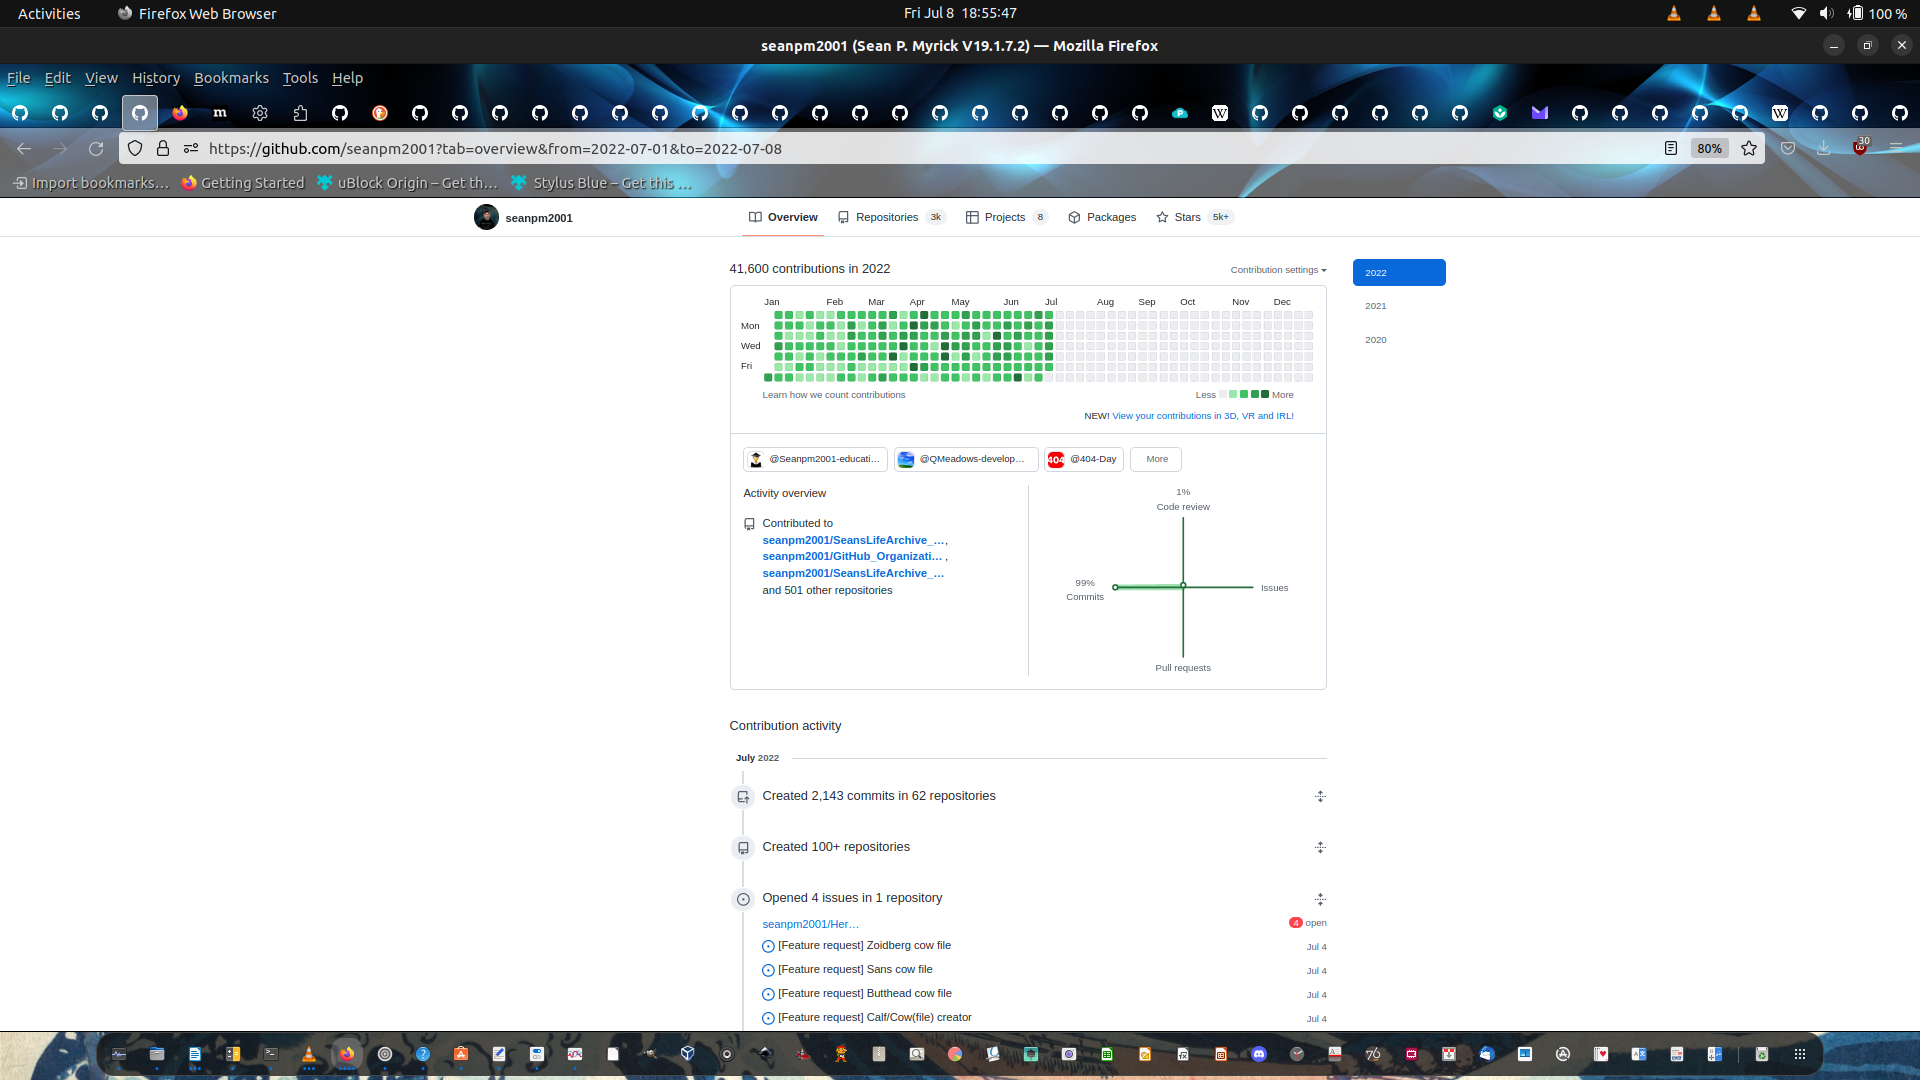 Activities
Firefox Web Browser
Fri Jul 8 18:55:47
100 %
seanpm2001 (Sean P. Myrick V19.1.7.2) — Mozilla Firefox
File Edit View History Bookmarks Tools Help
https://github.com/seanpm2001?tab=overview&from=2022-07-01&to=2022-07-08
80%
30
Import bookmarks…
Getting Started
uBlock Origin – Get th…
Stylus Blue – Get this …
seanpm2001
Overview
Repositories 3k
Projects 8
Packages
Stars 5k+
41,600 contributions in 2022
Contribution settings
2022
2021
2020
Jan Feb Mar Apr May Jun Jul Aug Sep Oct Nov Dec
Mon
Wed
Fri
Learn how we count contributions
Less More
NEW! View your contributions in 3D, VR and IRL!
@Seanpm2001-educati…
@QMeadows-develop…
404 @404-Day
More
Activity overview
Contributed to
seanpm2001/SeansLifeArchive_…,
seanpm2001/GitHub_Organizati… ,
seanpm2001/SeansLifeArchive_…
and 501 other repositories
1%
Code review
99%
Commits
Issues
Pull requests
Contribution activity
July 2022
Created 2,143 commits in 62 repositories
Created 100+ repositories
Opened 4 issues in 1 repository
seanpm2001/Her…
4 open
[Feature request] Zoidberg cow file
Jul 4
[Feature request] Sans cow file
Jul 4
[Feature request] Butthead cow file
Jul 4
[Feature request] Calf/Cow(file) creator
Jul 4